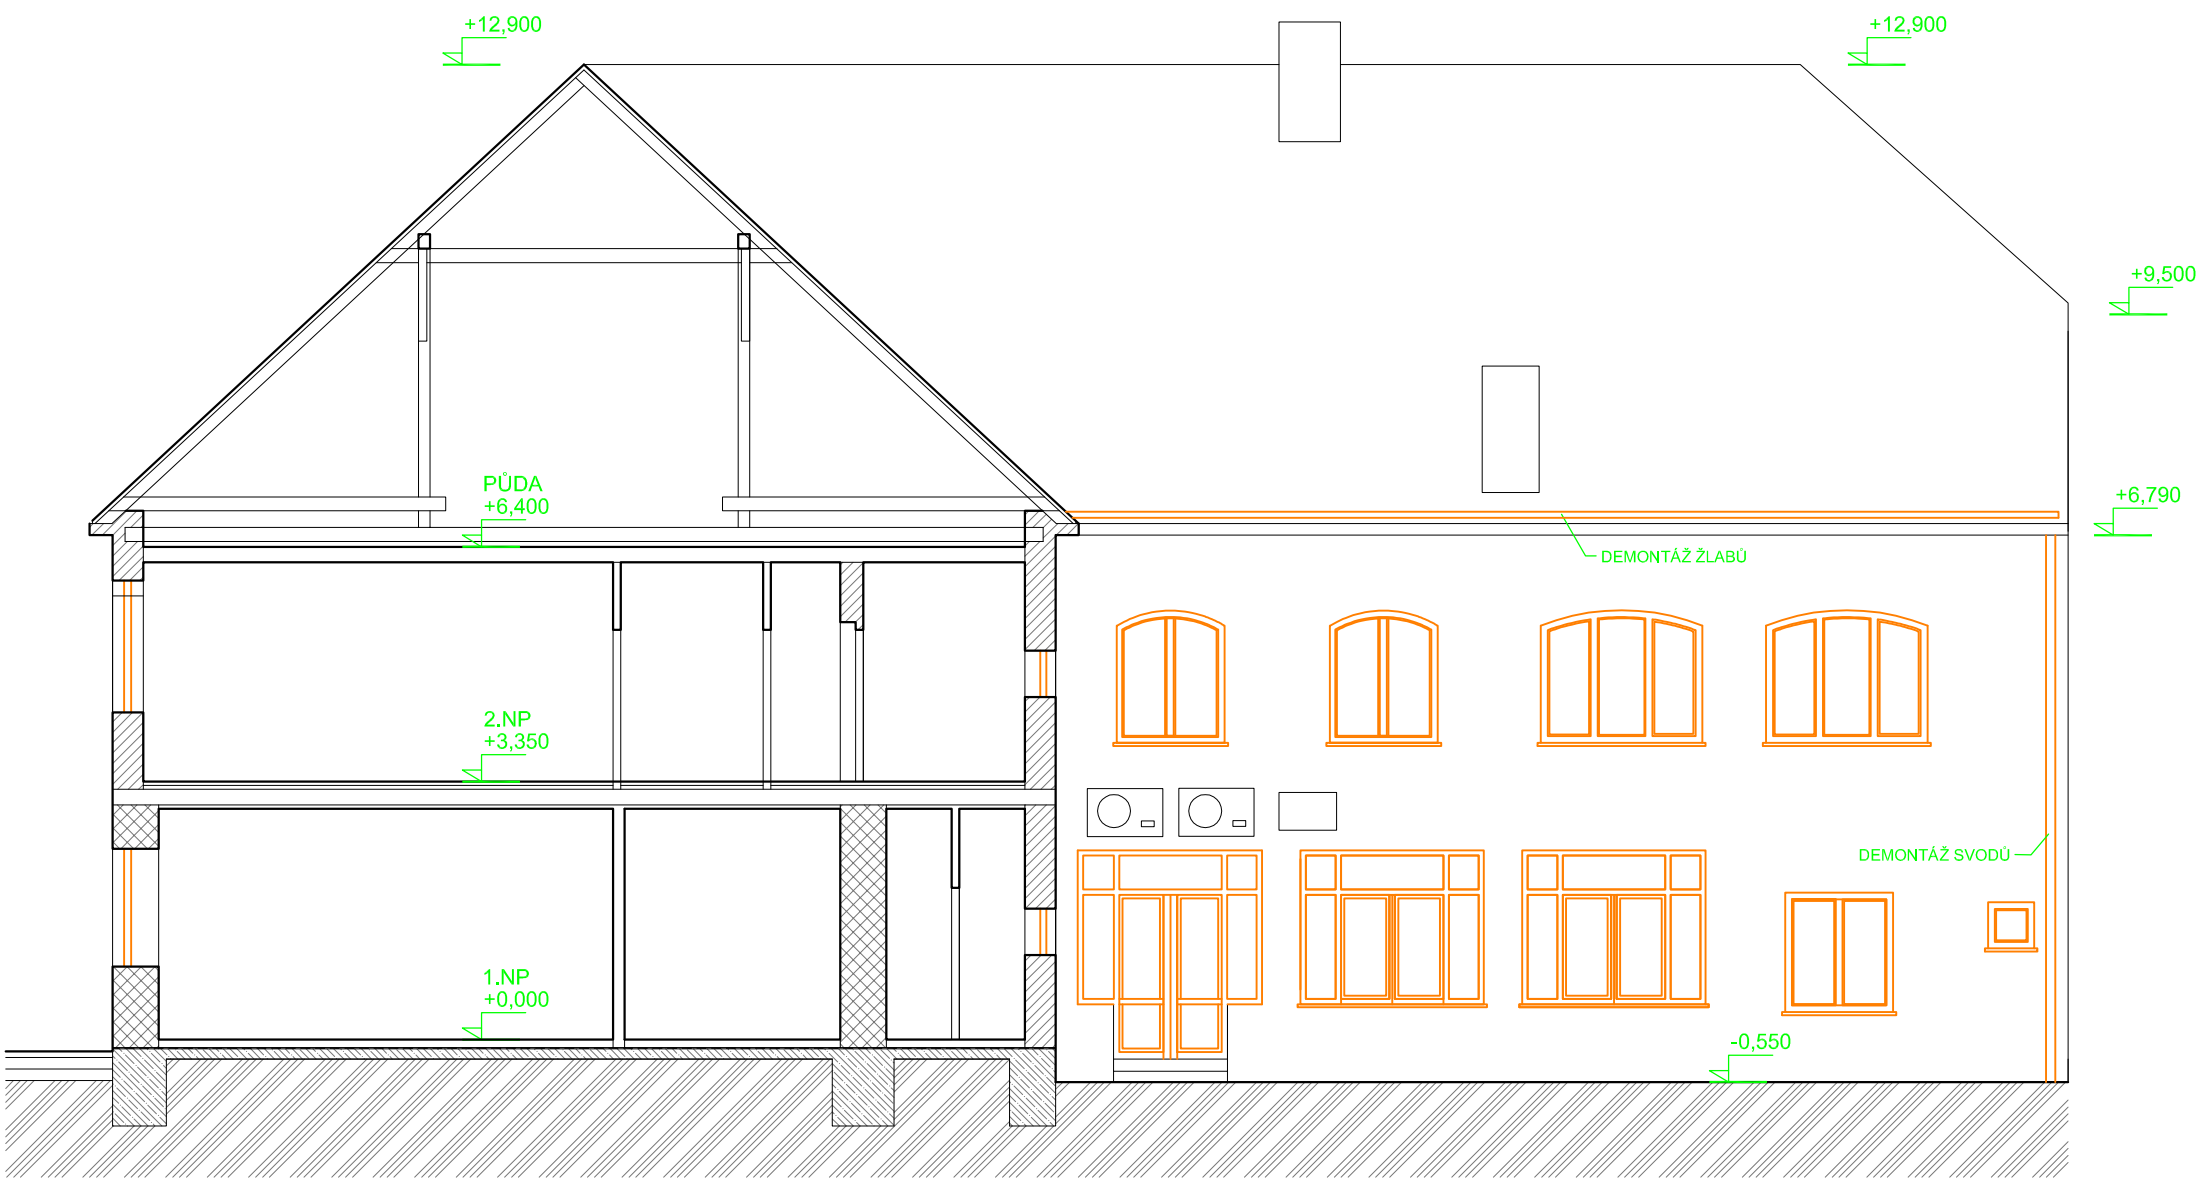 +12,900
+12,900
+9,500
PŮDA
+6,400
+6,790
DEMONTÁŽ ŽLABŮ
2.NP
+3,350
DEMONTÁŽ SVODŮ
1.NP
+0,000
-0,550